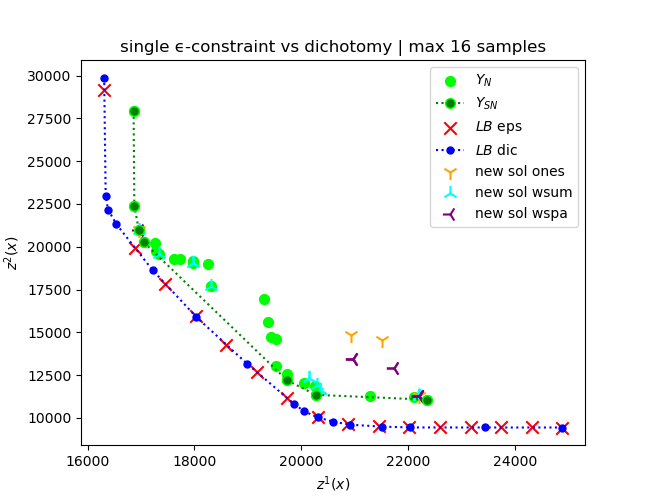 single ϵ-constraint vs dichotomy | max 16 samples
30000
27500
25000
22500
20000
17500
15000
12500
10000
z²(x)
16000
18000
20000
22000
24000
z¹(x)
Y_N
Y_SN
LB eps
LB dic
new sol ones
new sol wsum
new sol wspa